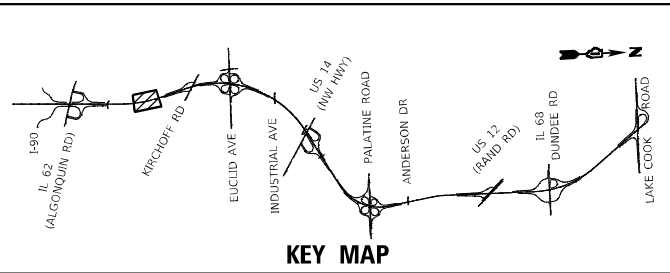 I-90
IL 62
(ALGONQUIN RD)
KIRCHOFF RD
EUCLID AVE
INDUSTRIAL AVE
US 14
(NW HWY)
PALATINE ROAD
ANDERSON DR
US 12
(RAND RD)
IL 68
DUNDEE RD
LAKE COOK ROAD
N
KEY MAP